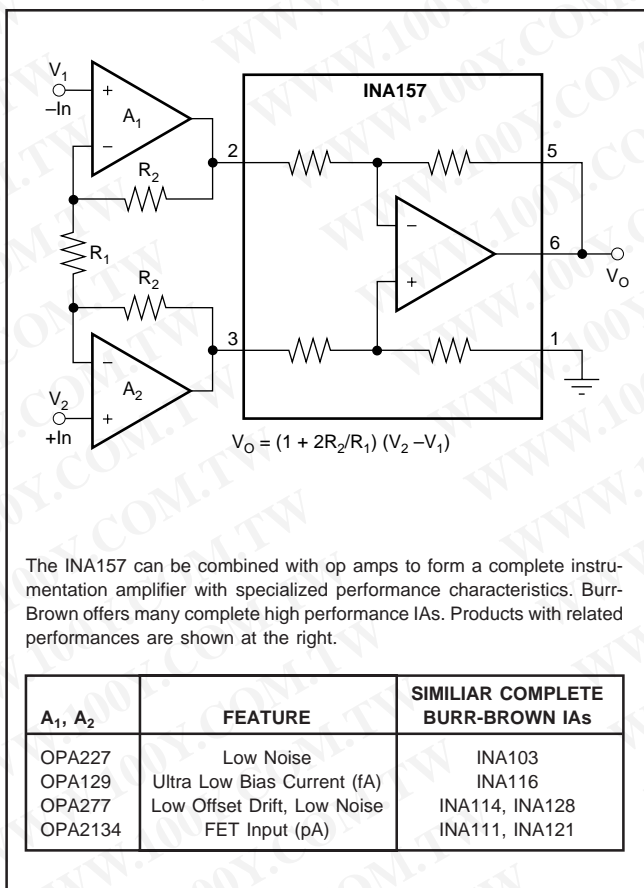 INA157
V1
–In
A1
+
–
R2
R1
R2
–
A2
+
V2
+In
2
3
–
+
5
6
1
VO
VO = (1 + 2R2/R1) (V2 –V1)
The INA157 can be combined with op amps to form a complete instru-
mentation amplifier with specialized performance characteristics. Burr-
Brown offers many complete high performance IAs. Products with related
performances are shown at the right.
A1, A2 FEATURE SIMILIAR COMPLETE
BURR-BROWN IAs
OPA227 Low Noise INA103
OPA129 Ultra Low Bias Current (fA) INA116
OPA277 Low Offset Drift, Low Noise INA114, INA128
OPA2134 FET Input (pA) INA111, INA121
WWW.100Y.COM.TW